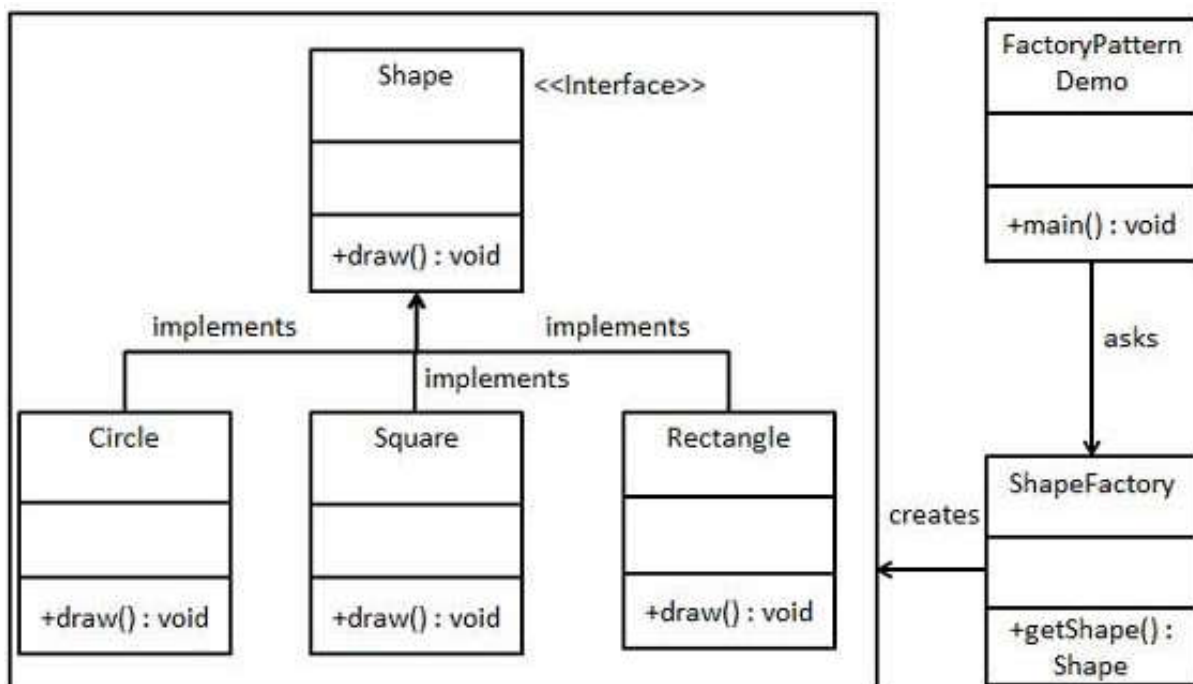 Shape
<<Interface>>
+draw() : void
implements
implements
implements
Circle
+draw() : void
Square
+draw() : void
Rectangle
+draw() : void
FactoryPattern
Demo
+main() : void
asks
ShapeFactory
+getShape() :
Shape
creates